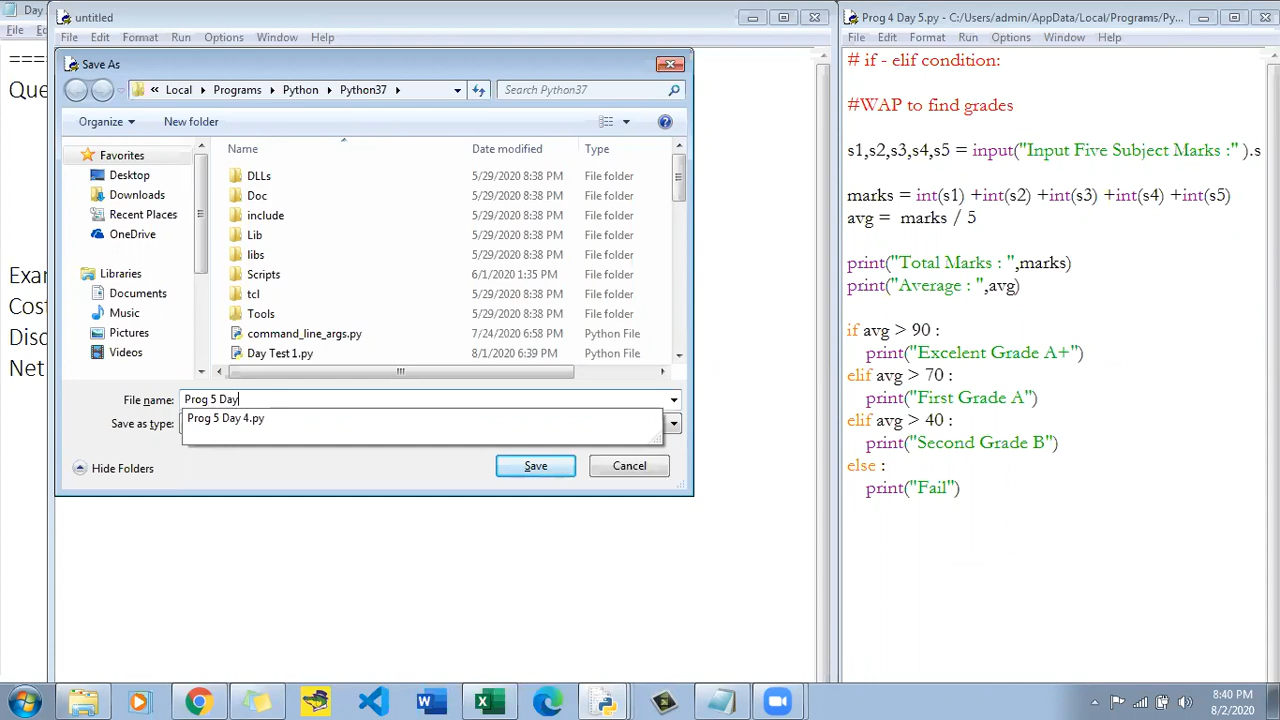 Day
File
====
Que
Exar
Cost
Disc
Net
untitled
File Edit Format Run Options Window Help
Save As
« Local Programs Python Python37
Search Python37
Organize
New folder
Favorites
Desktop
Downloads
Recent Places
OneDrive
Libraries
Documents
Music
Pictures
Videos
Name Date modified Type
DLLs 5/29/2020 8:38 PM File folder
Doc 5/29/2020 8:38 PM File folder
include 5/29/2020 8:38 PM File folder
Lib 5/29/2020 8:38 PM File folder
libs 5/29/2020 8:38 PM File folder
Scripts 6/1/2020 1:35 PM File folder
tcl 5/29/2020 8:38 PM File folder
Tools 5/29/2020 8:38 PM File folder
command_line_args.py 7/24/2020 6:58 PM Python File
Day Test 1.py 8/1/2020 6:39 PM Python File
File name: Prog 5 Day
Prog 5 Day 4.py
Save as type:
Hide Folders
Save
Cancel
Prog 4 Day 5.py - C:/Users/admin/AppData/Local/Programs/Py...
File Edit Format Run Options Window Help
# if - elif condition:
#WAP to find grades
s1,s2,s3,s4,s5 = input("Input Five Subject Marks :" ).s
marks = int(s1) +int(s2) +int(s3) +int(s4) +int(s5)
avg = marks / 5
print("Total Marks : ",marks)
print("Average : ",avg)
if avg > 90 :
print("Excelent Grade A+")
elif avg > 70 :
print("First Grade A")
elif avg > 40 :
print("Second Grade B")
else :
print("Fail")
8:40 PM
8/2/2020